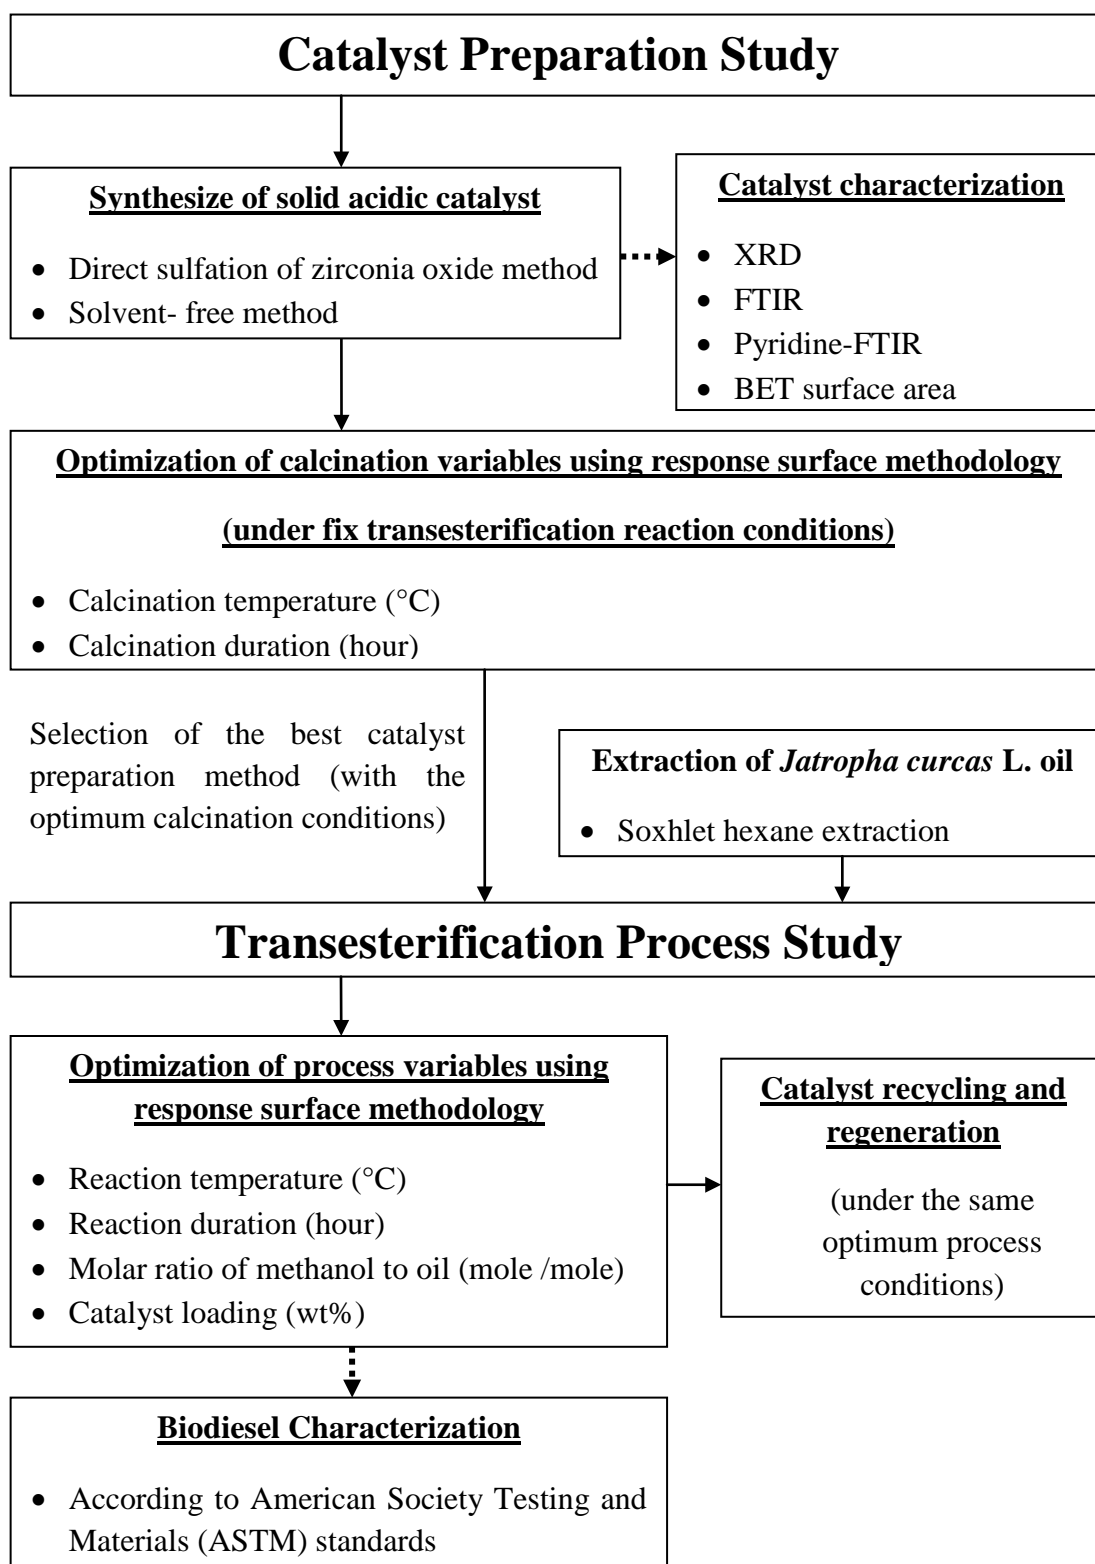 Catalyst Preparation Study
Synthesize of solid acidic catalyst
• Direct sulfation of zirconia oxide method
• Solvent- free method
Catalyst characterization
• XRD
• FTIR
• Pyridine-FTIR
• BET surface area
Optimization of calcination variables using response surface methodology
(under fix transesterification reaction conditions)
• Calcination temperature (°C)
• Calcination duration (hour)
Selection of the best catalyst
preparation method (with the
optimum calcination conditions)
Extraction of Jatropha curcas L. oil
• Soxhlet hexane extraction
Transesterification Process Study
Optimization of process variables using
response surface methodology
• Reaction temperature (°C)
• Reaction duration (hour)
• Molar ratio of methanol to oil (mole /mole)
• Catalyst loading (wt%)
Catalyst recycling and
regeneration
(under the same
optimum process
conditions)
Biodiesel Characterization
• According to American Society Testing and
Materials (ASTM) standards